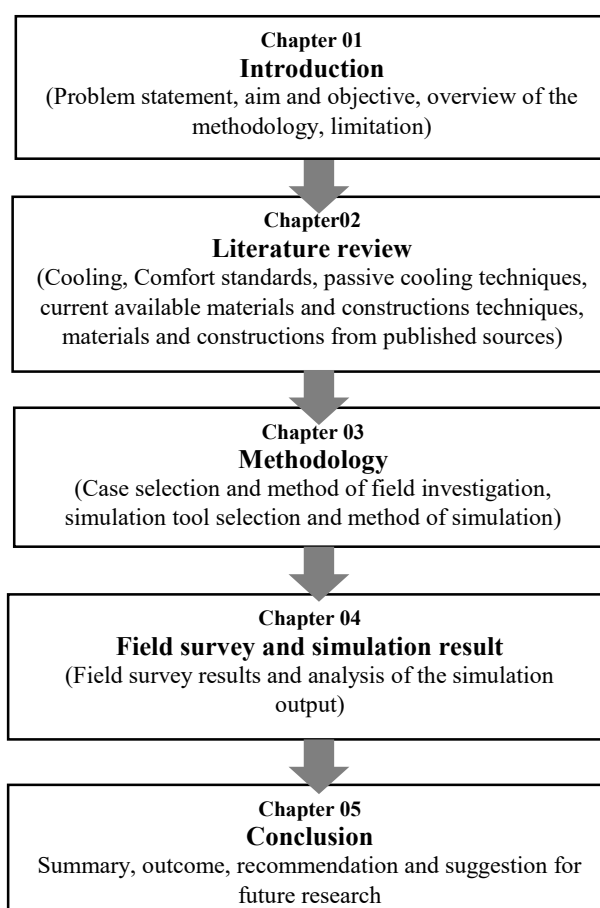 Chapter 01
Introduction
(Problem statement, aim and objective, overview of the
methodology, limitation)
Chapter02
Literature review
(Cooling, Comfort standards, passive cooling techniques,
current available materials and constructions techniques,
materials and constructions from published sources)
Chapter 03
Methodology
(Case selection and method of field investigation,
simulation tool selection and method of simulation)
Chapter 04
Field survey and simulation result
(Field survey results and analysis of the simulation
output)
Chapter 05
Conclusion
Summary, outcome, recommendation and suggestion for
future research